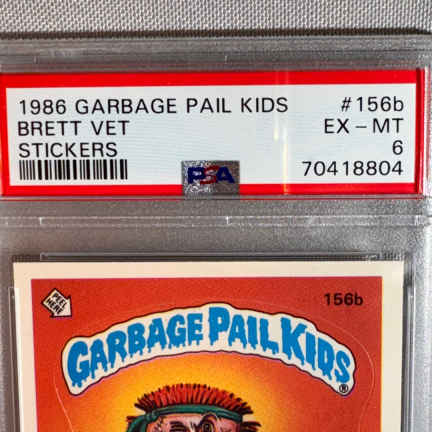 1986 GARBAGE PAIL KIDS #156b
BRETT VET EX - MT
STICKERS 6
PSA 70418804
PEEL HERE 156b
GARBAGE PAIL KIDS®